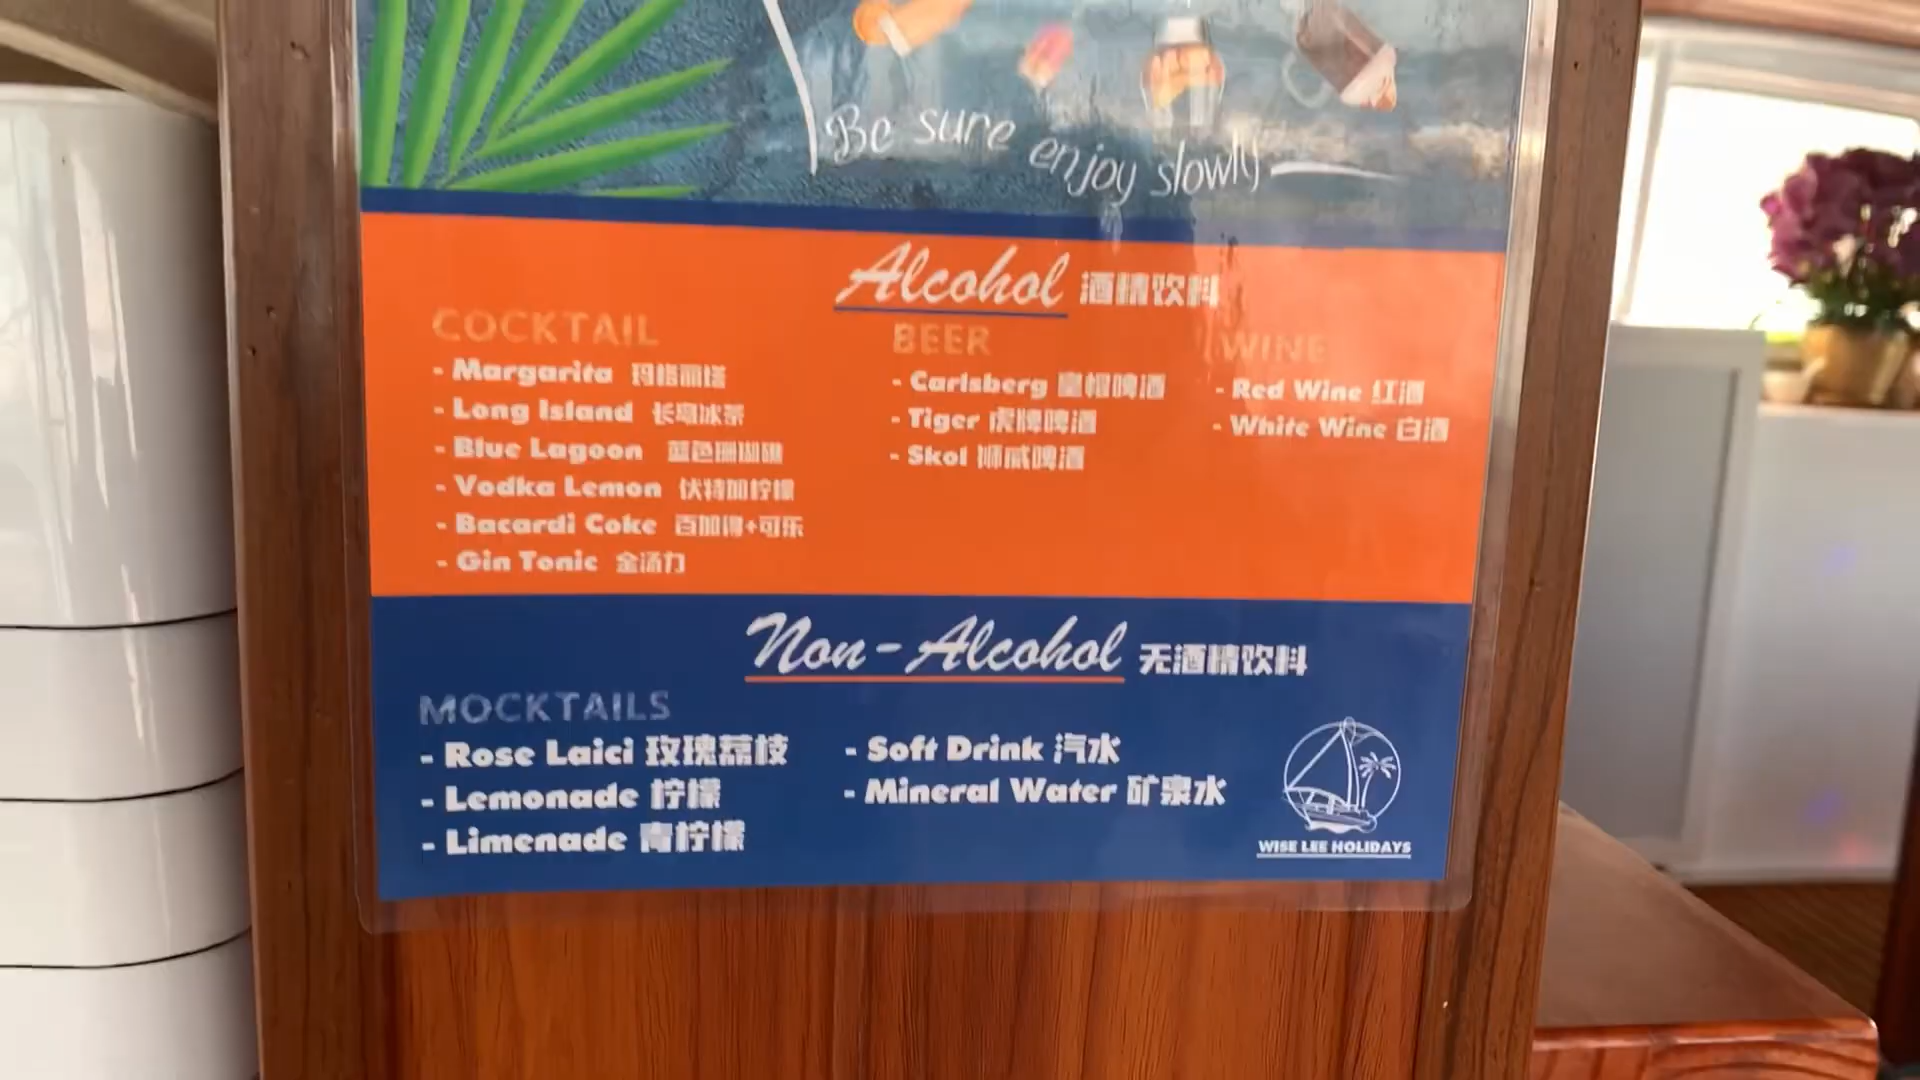 Be sure enjoy slowly
Alcohol 酒精饮料
COCKTAIL
- Margarita 玛格丽塔
- Long Island 长岛冰茶
- Blue Lagoon 蓝色珊瑚礁
- Vodka Lemon 伏特加柠檬
- Bacardi Coke 百加得+可乐
- Gin Tonic 金汤力
BEER
- Carlsberg 皇帽啤酒
- Tiger 虎牌啤酒
- Skol 狮威啤酒
WINE
- Red Wine 红酒
- White Wine 白酒
Non-Alcohol 无酒精饮料
MOCKTAILS
- Rose Laici 玫瑰荔枝
- Lemonade 柠檬
- Limenade 青柠檬
- Soft Drink 汽水
- Mineral Water 矿泉水
WISE LEE HOLIDAYS